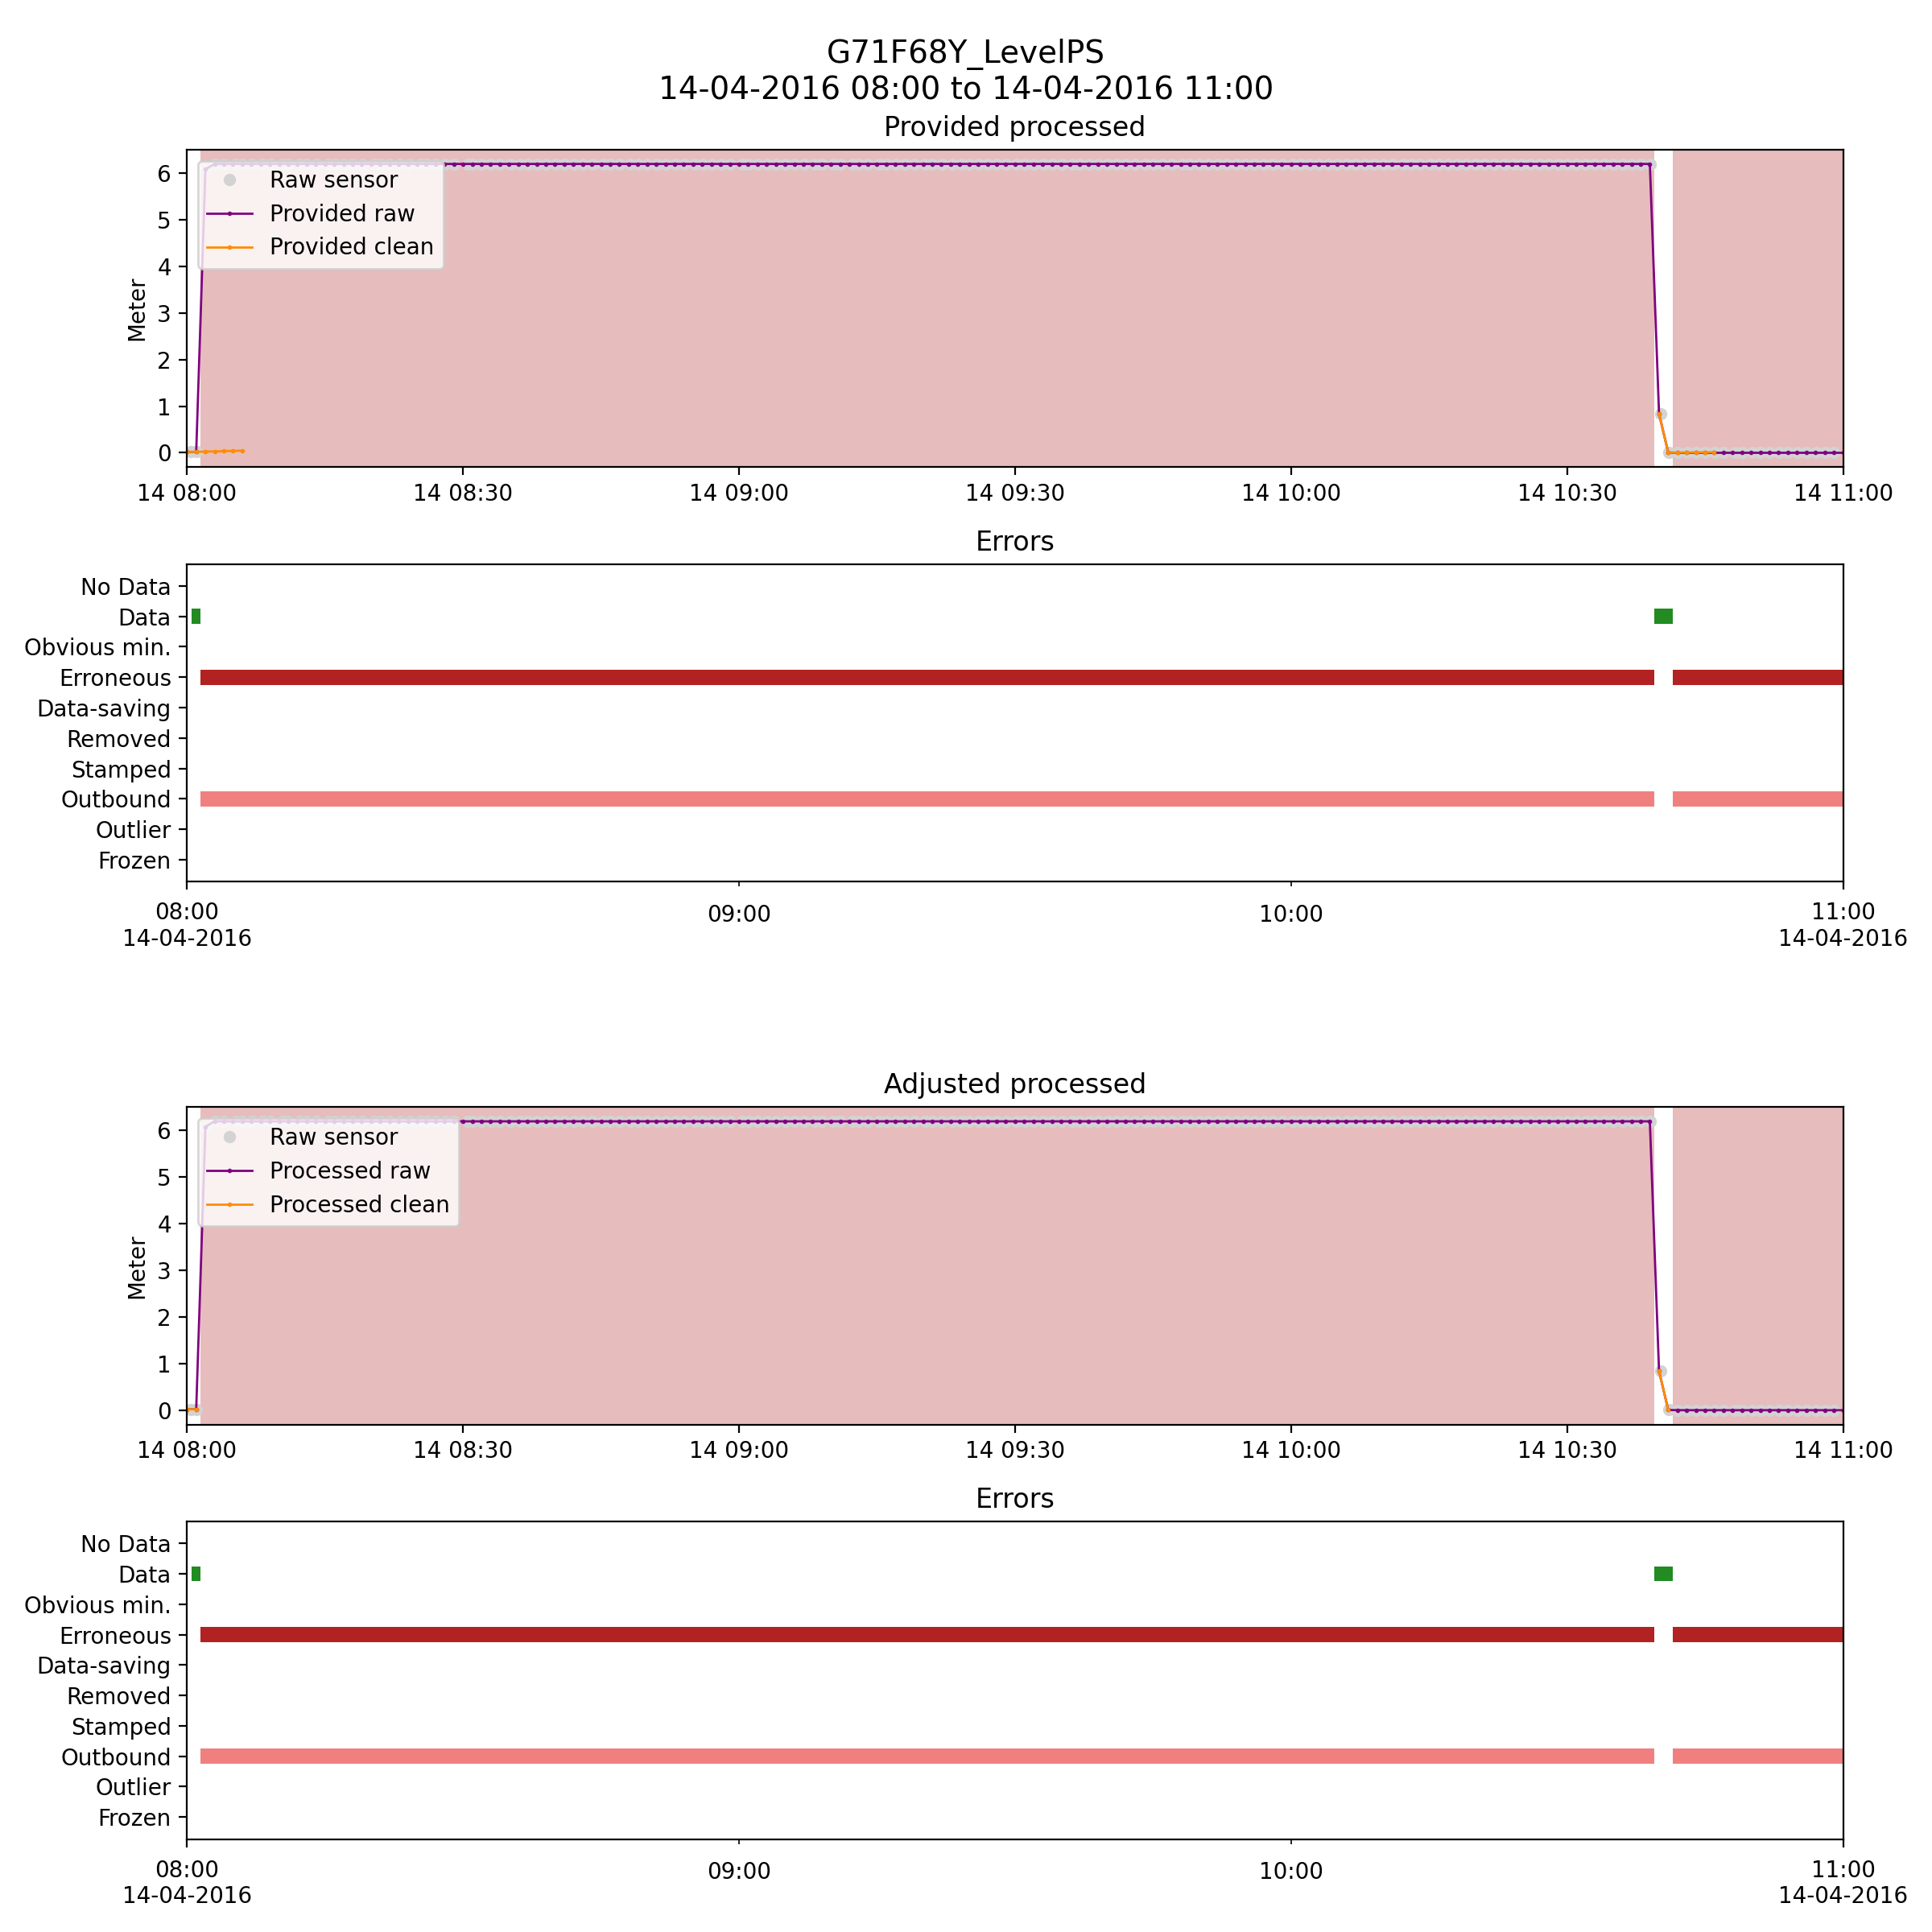 G71F68Y_LevelPS
14-04-2016 08:00 to 14-04-2016 11:00
Provided processed
6
5
4
3
2
1
0
Meter
Raw sensor
Provided raw
Provided clean
14 08:00 14 08:30 14 09:00 14 09:30 14 10:00 14 10:30 14 11:00
Errors
No Data
Data
Obvious min.
Erroneous
Data-saving
Removed
Stamped
Outbound
Outlier
Frozen
08:00 09:00 10:00 11:00
14-04-2016 14-04-2016
Adjusted processed
6
5
4
3
2
1
0
Meter
Raw sensor
Processed raw
Processed clean
14 08:00 14 08:30 14 09:00 14 09:30 14 10:00 14 10:30 14 11:00
Errors
No Data
Data
Obvious min.
Erroneous
Data-saving
Removed
Stamped
Outbound
Outlier
Frozen
08:00 09:00 10:00 11:00
14-04-2016 14-04-2016